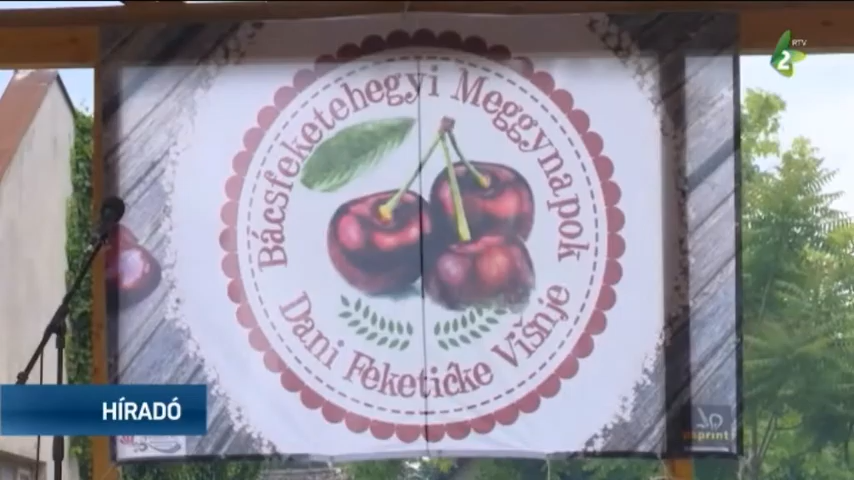 RTV
2
Bácsfeketehegyi Meggynapok
Dani Feketićke Višnje
HÍRADÓ